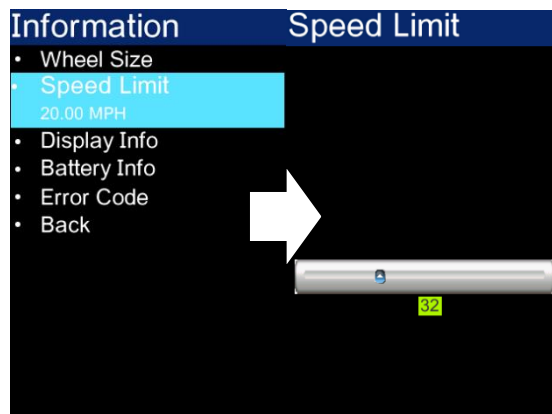 Information
• Wheel Size
• Speed Limit
20.00 MPH
• Display Info
• Battery Info
• Error Code
• Back
Speed Limit
32